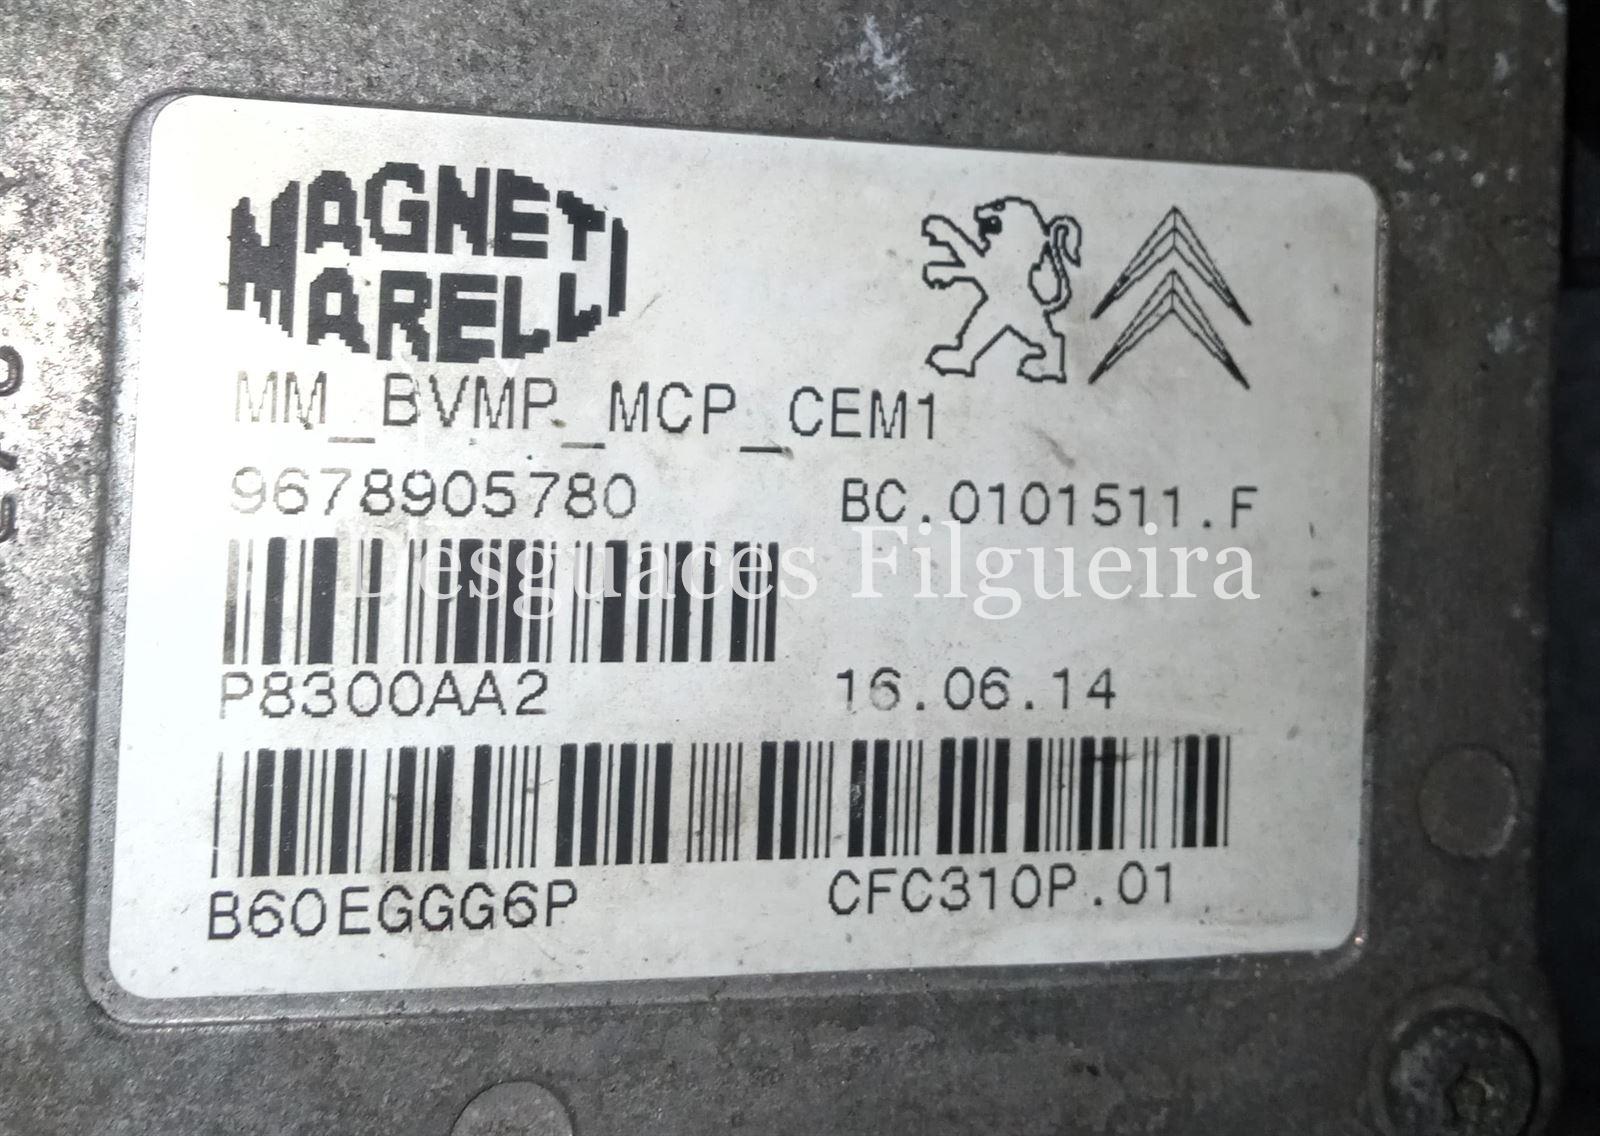 MAGNETI
MARELLI
MM_BVMP_MCP_CEM1
9678905780 BC.0101511.F
Desguaces Filgueira
P8300AA2 16.06.14
B60EGGG6P CFC310P.01